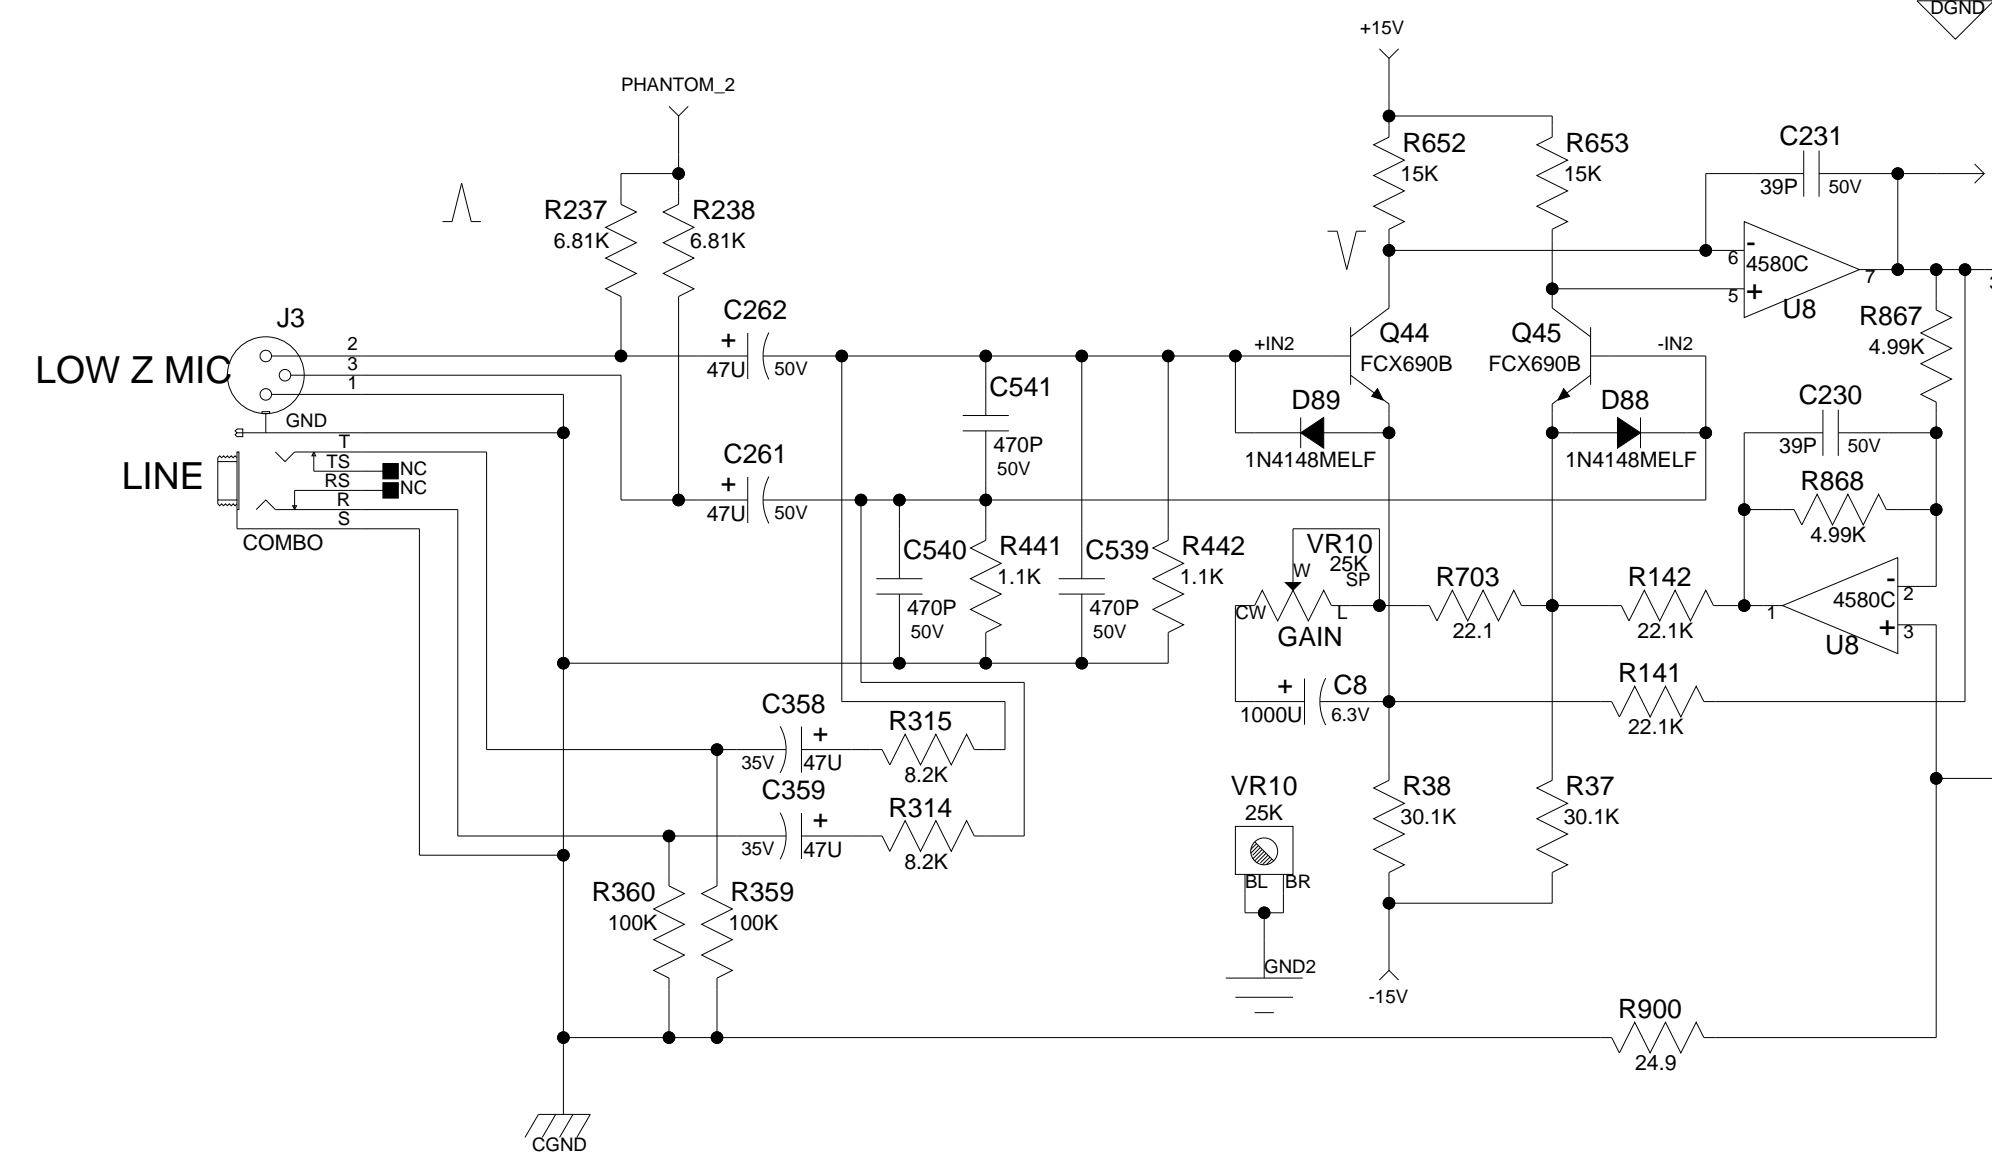 DGND
+15V
PHANTOM_2
C231
39P 50V
R652
15K
R653
15K
R237
6.81K
R238
6.81K
-
6
4580C
5
+
7
U8
J3
C262
+
47U 50V
LOW Z MIC
2
3
1
+IN2
Q44
FCX690B
Q45
FCX690B
-IN2
R867
4.99K
C541
470P
50V
D89
1N4148MELF
D88
1N4148MELF
C230
39P 50V
GND
T
TS NC
RS NC
R
S
LINE
COMBO
C261
+
47U 50V
R868
4.99K
C540
470P
50V
R441
1.1K
C539
470P
50V
R442
1.1K
VR10
25K
W
SP
CW
L
GAIN
R703
22.1
R142
22.1K
-
2
4580C
1
+
3
U8
C358
35V
+
47U
R315
8.2K
+
C8
1000U 6.3V
R141
22.1K
C359
35V
+
47U
R314
8.2K
VR10
25K
BL BR
R38
30.1K
R37
30.1K
R360
100K
R359
100K
GND2
-15V
R900
24.9
CGND